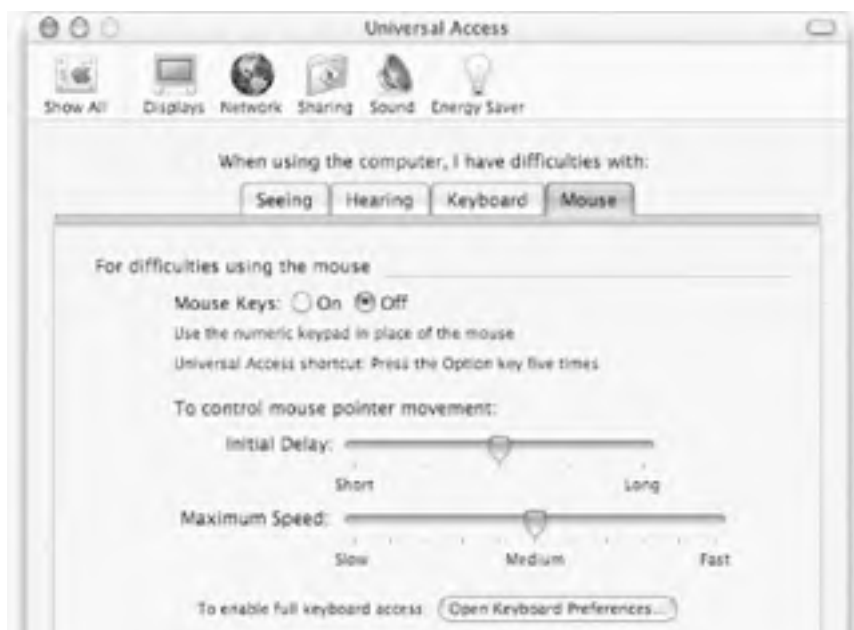 Universal Access
Show All Displays Network Sharing Sound Energy Saver
When using the computer, I have difficulties with:
Seeing Hearing Keyboard Mouse
For difficulties using the mouse
Mouse Keys: On Off
Use the numeric keypad in place of the mouse
Universal Access shortcut: Press the Option key five times
To control mouse pointer movement:
Initial Delay:
Short Long
Maximum Speed:
Slow Medium Fast
To enable full keyboard access Open Keyboard Preferences...